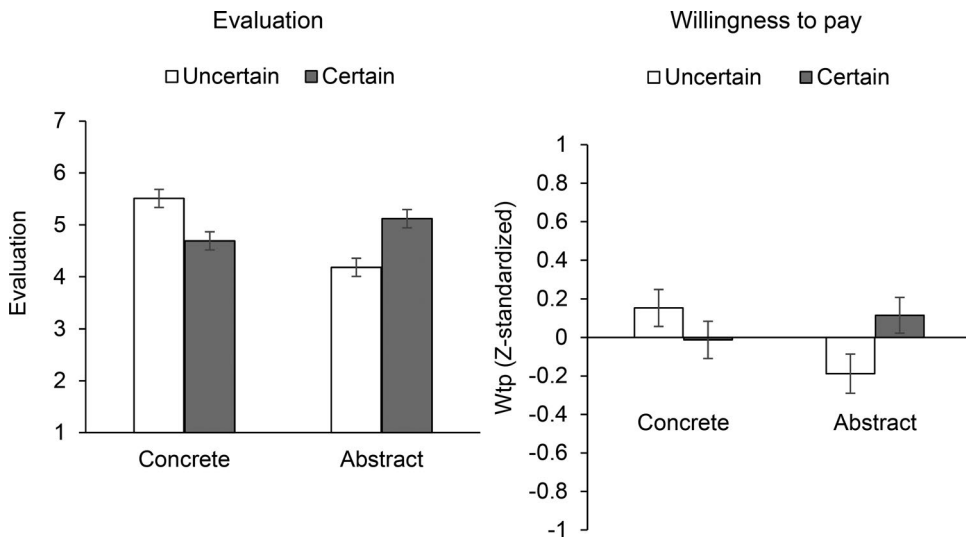 Evaluation
Uncertain Certain
7
6
5
4
3
2
1
Evaluation
Concrete Abstract
Willingness to pay
Uncertain Certain
1
0.8
0.6
0.4
0.2
0
-0.2
-0.4
-0.6
-0.8
-1
Wtp (Z-standardized)
Concrete Abstract